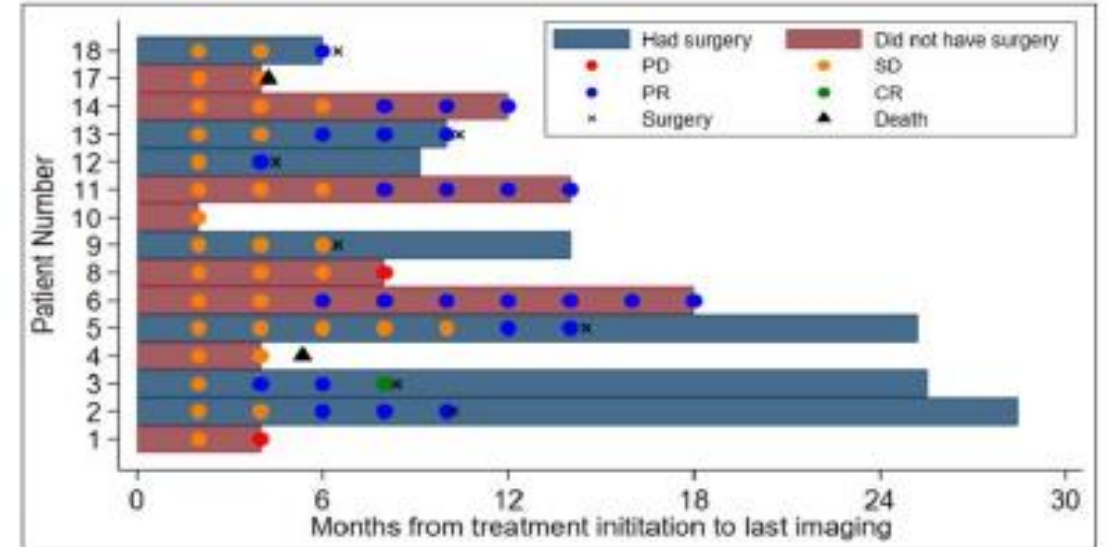 Had surgery
Did not have surgery
PD
SD
PR
CR
Surgery
Death
Patient Number
18
17
14
13
12
11
10
9
8
6
5
4
3
2
1
0 6 12 18 24 30
Months from treatment inititation to last imaging